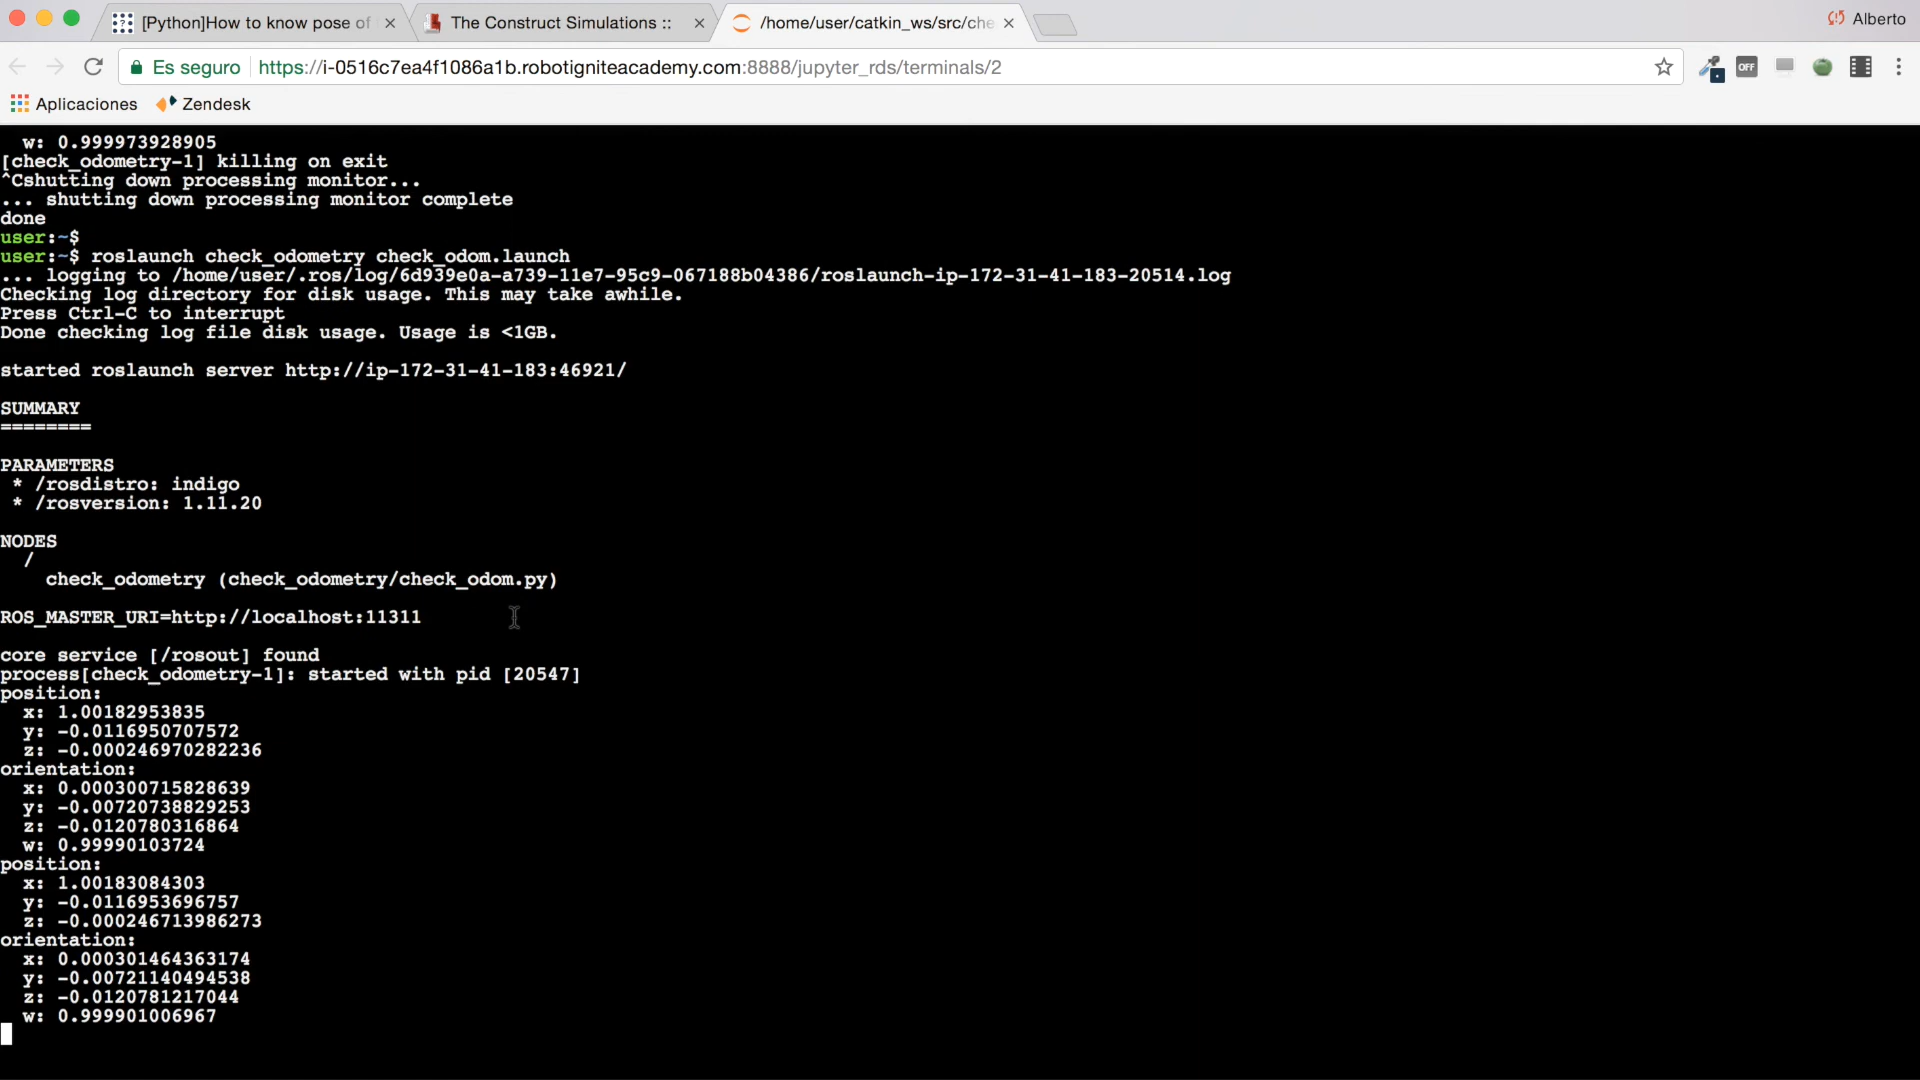 [Python]How to know pose of
The Construct Simulations ::
/home/user/catkin_ws/src/che
Alberto
Es seguro
https://i-0516c7ea4f1086a1b.robotigniteacademy.com:8888/jupyter_rds/terminals/2
OFF
Aplicaciones
Zendesk
w: 0.999973928905
[check_odometry-1] killing on exit
^Cshutting down processing monitor...
... shutting down processing monitor complete
done
user:~$
user:~$ roslaunch check_odometry check_odom.launch
... logging to /home/user/.ros/log/6d939e0a-a739-11e7-95c9-067188b04386/roslaunch-ip-172-31-41-183-20514.log
Checking log directory for disk usage. This may take awhile.
Press Ctrl-C to interrupt
Done checking log file disk usage. Usage is <1GB.
started roslaunch server http://ip-172-31-41-183:46921/
SUMMARY
========
PARAMETERS
* /rosdistro: indigo
* /rosversion: 1.11.20
NODES
/
check_odometry (check_odometry/check_odom.py)
ROS_MASTER_URI=http://localhost:11311
core service [/rosout] found
process[check_odometry-1]: started with pid [20547]
position:
x: 1.00182953835
y: -0.0116950707572
z: -0.000246970282236
orientation:
x: 0.000300715828639
y: -0.00720738829253
z: -0.0120780316864
w: 0.99990103724
position:
x: 1.00183084303
y: -0.0116953696757
z: -0.000246713986273
orientation:
x: 0.000301464363174
y: -0.00721140494538
z: -0.0120781217044
w: 0.999901006967